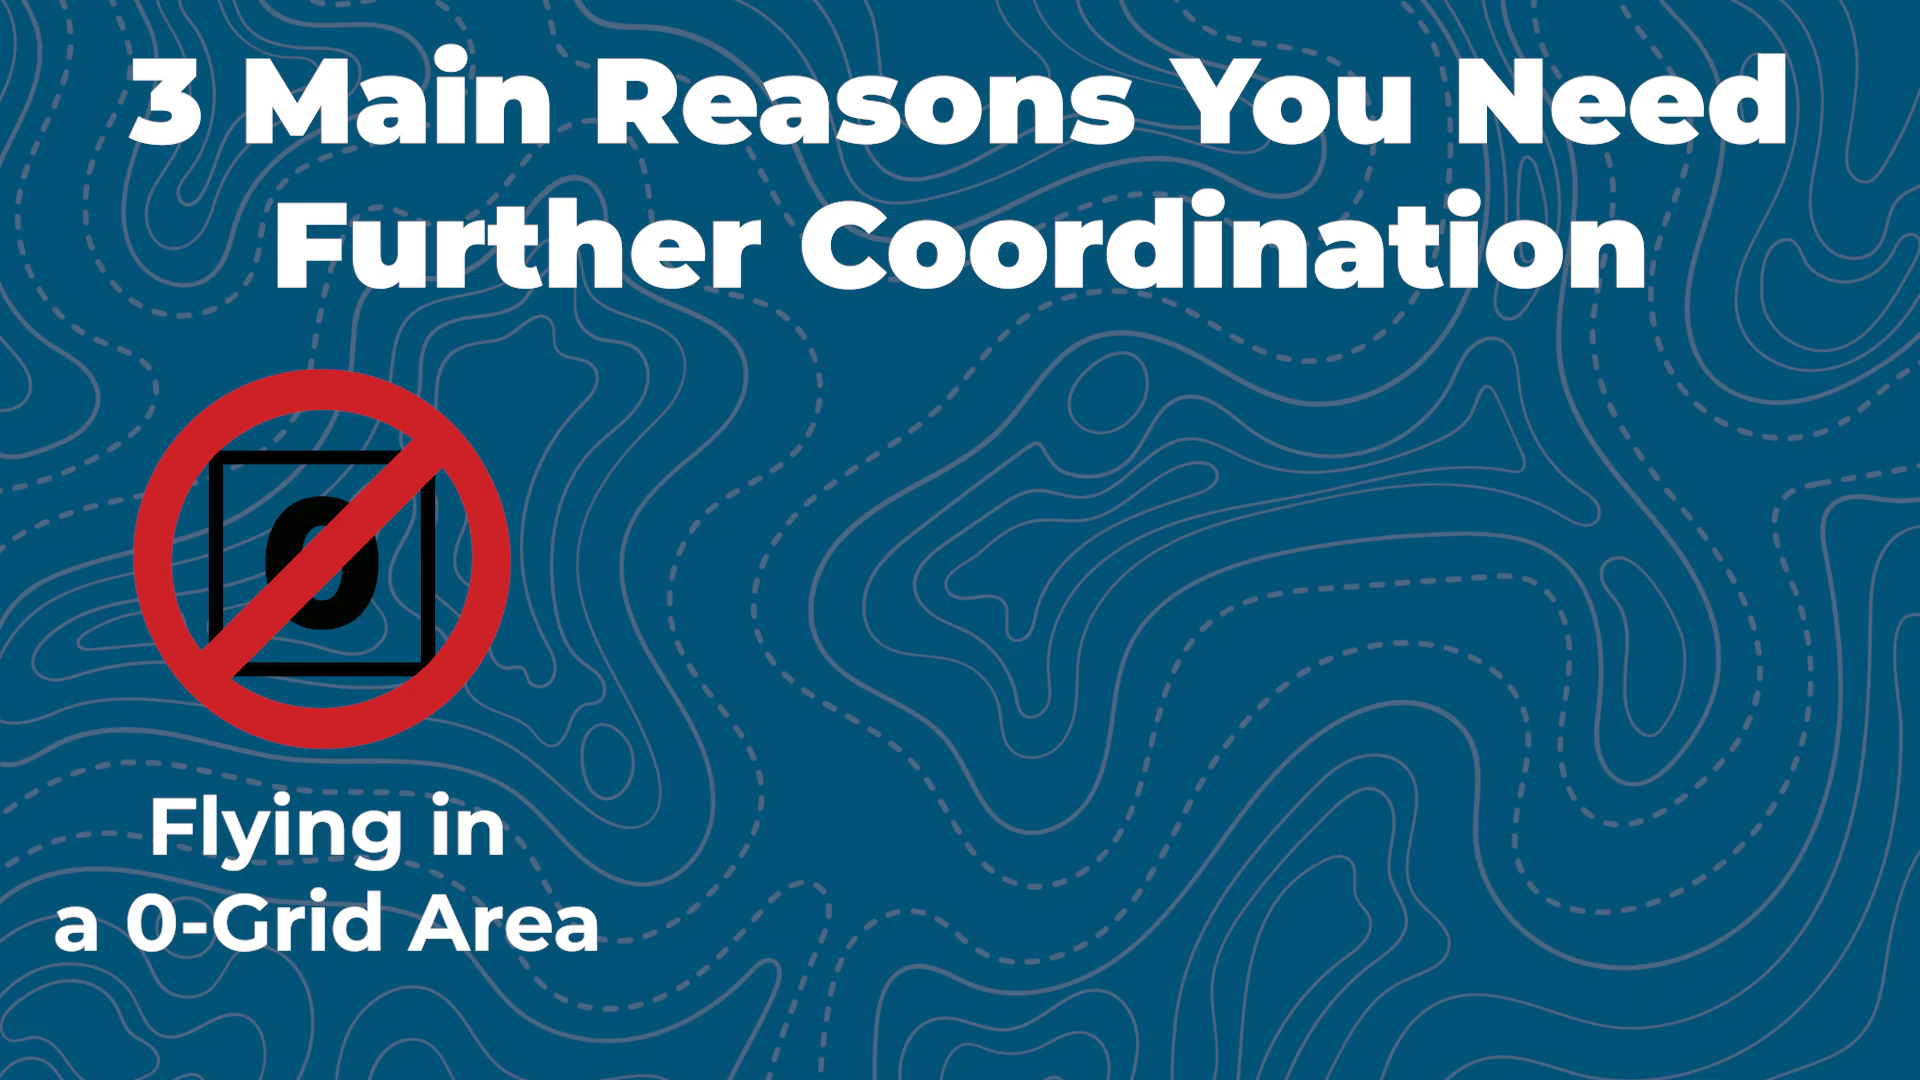 3 Main Reasons You Need
Further Coordination
0
Flying in
a 0-Grid Area